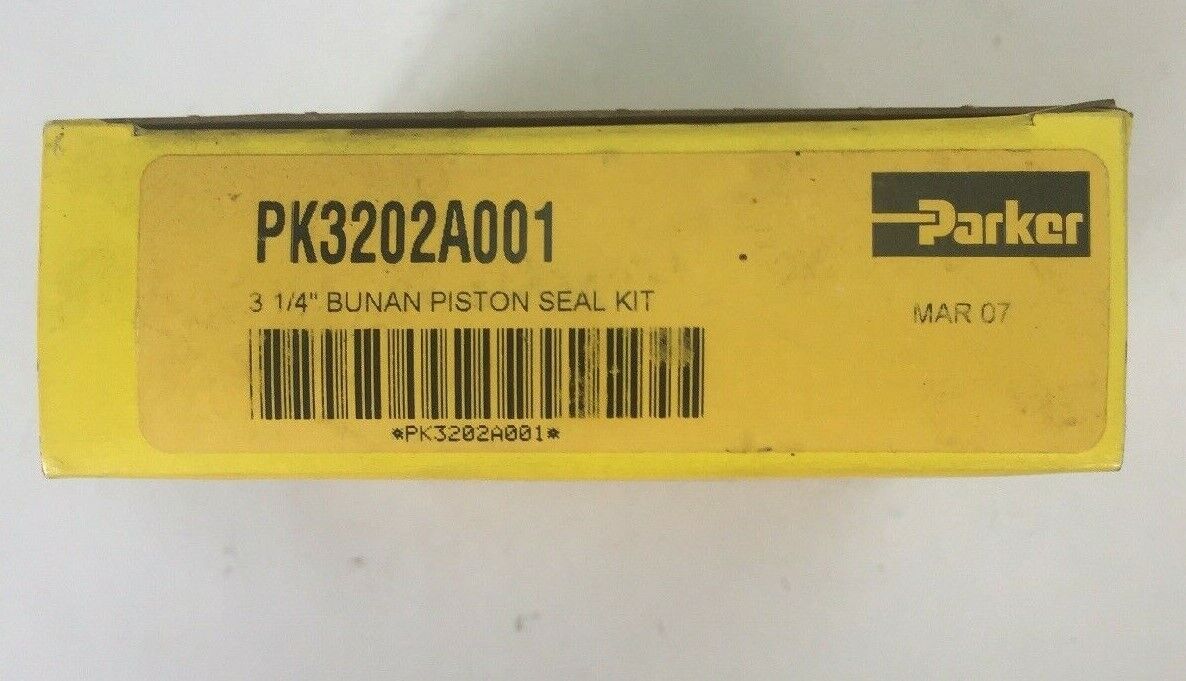 PK3202A001
Parker
3 1/4" BUNAN PISTON SEAL KIT
MAR 07
*PK3202A001*